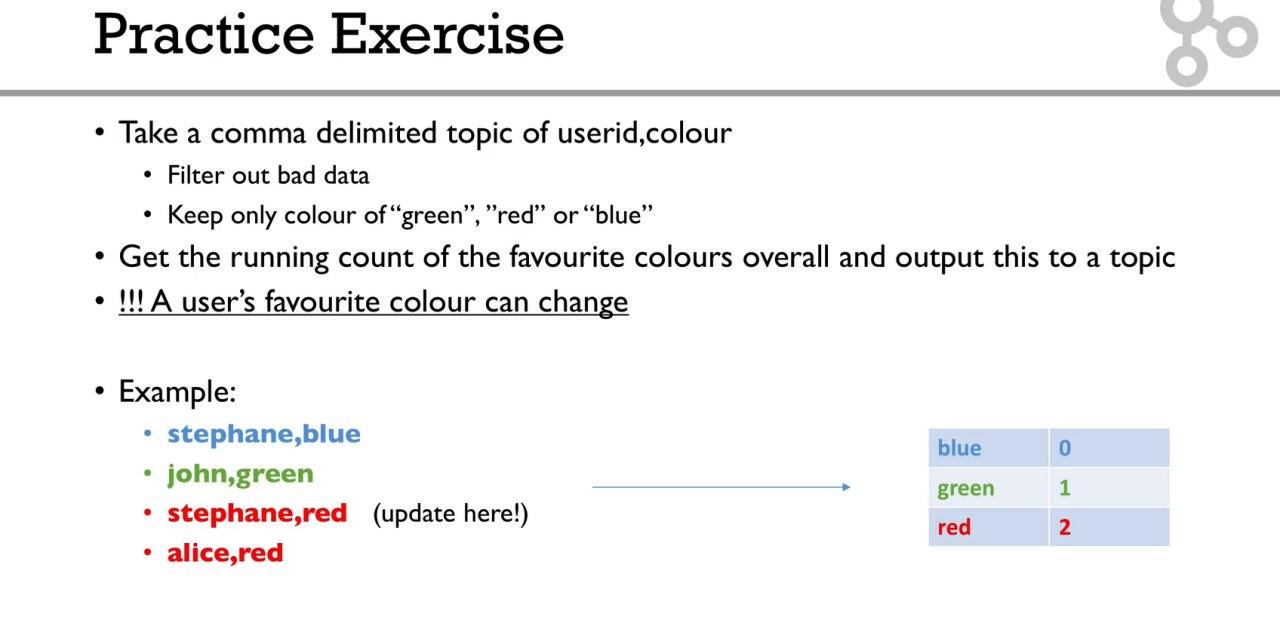 Practice Exercise
• Take a comma delimited topic of userid,colour
• Filter out bad data
• Keep only colour of “green”, ”red” or “blue”
• Get the running count of the favourite colours overall and output this to a topic
• !!! A user’s favourite colour can change
• Example:
• stephane,blue
• john,green
• stephane,red (update here!)
• alice,red
blue 0
green 1
red 2